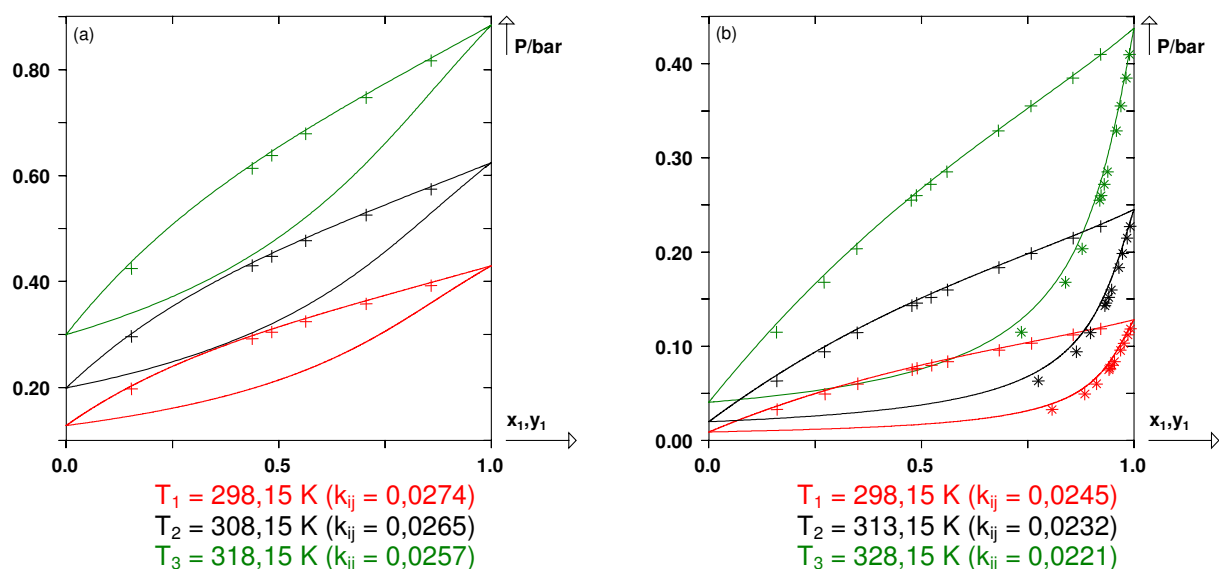 (a)
P/bar
0.80
0.60
0.40
0.20
x₁,y₁
0.0 0.5 1.0
T₁ = 298,15 K (kᵢⱼ = 0,0274)
T₂ = 308,15 K (kᵢⱼ = 0,0265)
T₃ = 318,15 K (kᵢⱼ = 0,0257)
(b)
P/bar
0.40
0.30
0.20
0.10
0.00
x₁,y₁
0.0 0.5 1.0
T₁ = 298,15 K (kᵢⱼ = 0,0245)
T₂ = 313,15 K (kᵢⱼ = 0,0232)
T₃ = 328,15 K (kᵢⱼ = 0,0221)